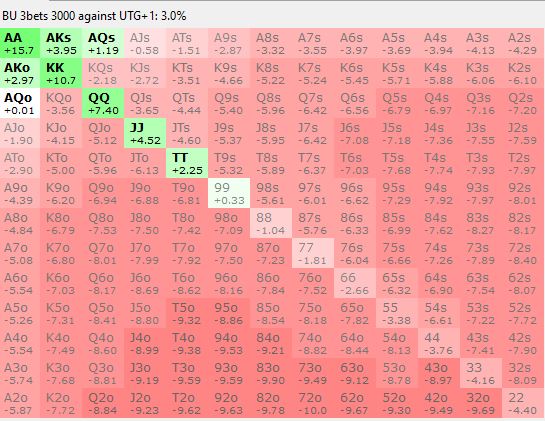 BU 3bets 3000 against UTG+1: 3.0%
AA AKs AQs AJs ATs A9s A8s A7s A6s A5s A4s A3s A2s
+15.7 +3.95 +1.19 -0.58 -1.51 -2.87 -3.32 -3.55 -3.97 -3.69 -3.94 -4.13 -4.29
AKo KK KQs KJs KTs K9s K8s K7s K6s K5s K4s K3s K2s
+2.97 +10.7 -2.18 -2.72 -3.51 -4.66 -5.22 -5.24 -5.45 -5.71 -5.88 -6.06 -6.10
AQo KQo QQ QJs QTs Q9s Q8s Q7s Q6s Q5s Q4s Q3s Q2s
+0.01 -3.56 +7.40 -3.65 -4.44 -5.40 -5.96 -6.42 -6.56 -6.79 -6.97 -7.16 -7.20
AJo KJo QJo JJ JTs J9s J8s J7s J6s J5s J4s J3s J2s
-1.90 -4.15 -5.12 +4.52 -4.60 -5.37 -5.95 -6.42 -7.08 -7.18 -7.36 -7.55 -7.59
ATo KTo QTo JTo TT T9s T8s T7s T6s T5s T4s T3s T2s
-2.90 -5.00 -5.96 -6.13 +2.25 -5.32 -5.89 -6.37 -7.03 -7.68 -7.74 -7.93 -7.97
A9o K9o Q9o J9o T9o 99 98s 97s 96s 95s 94s 93s 92s
-4.39 -6.20 -6.94 -6.88 -6.81 +0.33 -5.61 -6.01 -6.62 -7.29 -7.92 -7.97 -8.01
A8o K8o Q8o J8o T8o 98o 88 87s 86s 85s 84s 83s 82s
-4.84 -6.79 -7.53 -7.50 -7.42 -7.09 -1.04 -5.76 -6.33 -6.99 -7.62 -8.27 -8.17
A7o K7o Q7o J7o T7o 97o 87o 77 76s 75s 74s 73s 72s
-5.08 -6.80 -8.01 -7.99 -7.92 -7.50 -7.23 -1.81 -6.04 -6.66 -7.26 -7.89 -8.40
A6o K6o Q6o J6o T6o 96o 86o 76o 66 65s 64s 63s 62s
-5.54 -7.03 -8.17 -8.69 -8.62 -8.16 -7.84 -7.52 -2.66 -6.32 -6.90 -7.54 -8.07
A5o K5o Q5o J5o T5o 95o 85o 75o 65o 55 54s 53s 52s
-5.26 -7.31 -8.41 -8.80 -9.32 -8.86 -8.54 -8.18 -7.82 -3.38 -6.61 -7.22 -7.72
A4o K4o Q4o J4o T4o 94o 84o 74o 64o 54o 44 43s 42s
-5.54 -7.49 -8.60 -8.99 -9.38 -9.53 -9.21 -8.82 -8.44 -8.13 -3.76 -7.41 -7.90
A3o K3o Q3o J3o T3o 93o 83o 73o 63o 53o 43o 33 32s
-5.74 -7.68 -8.81 -9.19 -9.59 -9.59 -9.90 -9.49 -9.12 -8.78 -8.97 -4.16 -8.09
A2o K2o Q2o J2o T2o 92o 82o 72o 62o 52o 42o 32o 22
-5.87 -7.72 -8.84 -9.23 -9.62 -9.63 -9.78 -10.0 -9.67 -9.30 -9.49 -9.69 -4.40